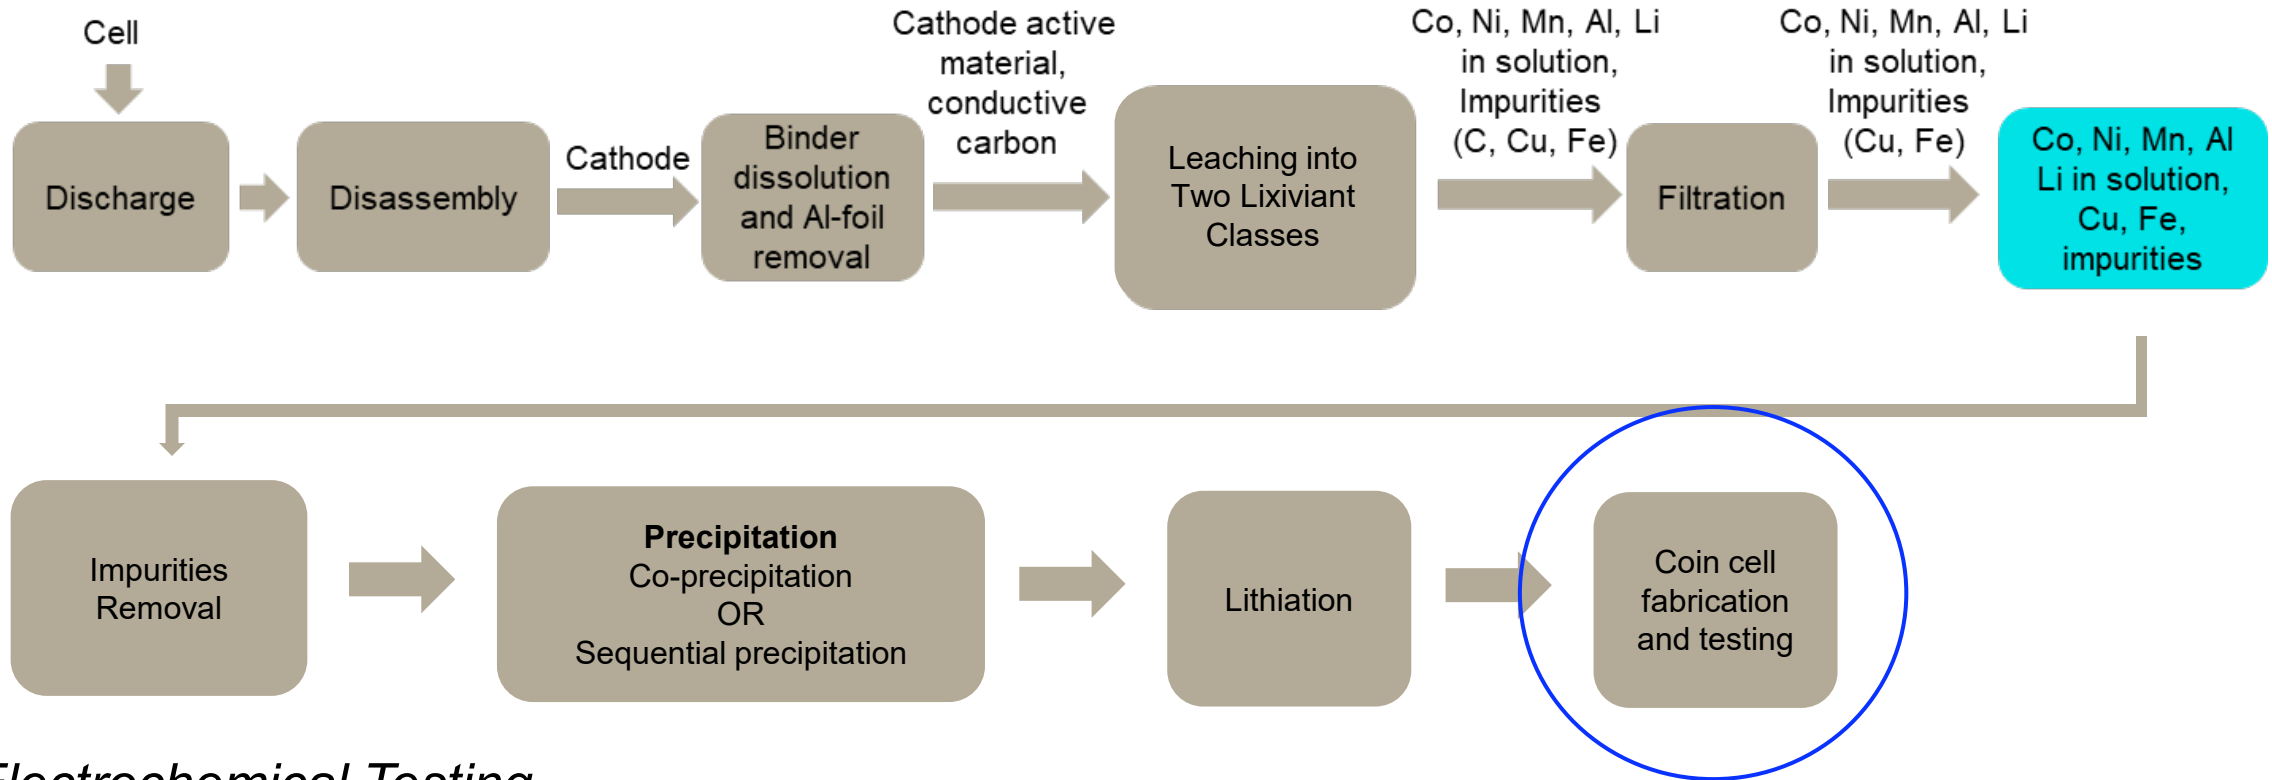 Cell
Discharge
Disassembly
Cathode
Binder
dissolution
and Al-foil
removal
Cathode active
material,
conductive
carbon
Leaching into
Two Lixiviant
Classes
Co, Ni, Mn, Al, Li
in solution,
Impurities
(C, Cu, Fe)
Filtration
Co, Ni, Mn, Al, Li
in solution,
Impurities
(Cu, Fe)
Co, Ni, Mn, Al
Li in solution,
Cu, Fe,
impurities
Impurities
Removal
Precipitation
Co-precipitation
OR
Sequential precipitation
Lithiation
Coin cell
fabrication
and testing
Electrochemical Testing